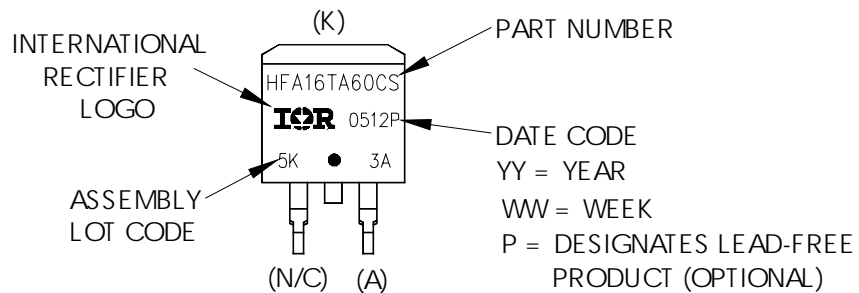 (K)
INTERNATIONAL
RECTIFIER
LOGO
PART NUMBER
HFA16TA60CS
IOR 0512P
DATE CODE
YY = YEAR
WW = WEEK
P = DESIGNATES LEAD-FREE
PRODUCT (OPTIONAL)
5K 3A
ASSEMBLY
LOT CODE
(N/C) (A)